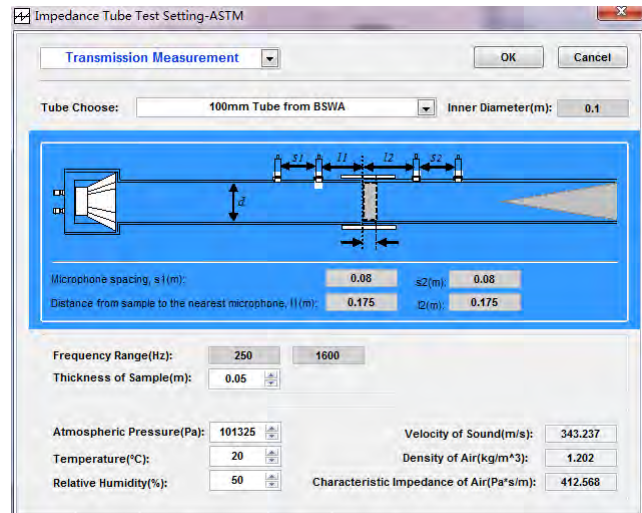 Impedance Tube Test Setting-ASTM
Transmission Measurement OK Cancel
Tube Choose: 100mm Tube from BSWA Inner Diameter(m): 0.1
s1 l1 l2 s2
d
Microphone spacing, s1(m): 0.08 s2(m): 0.08
Distance from sample to the nearest microphone, l1(m): 0.175 l2(m): 0.175
Frequency Range(Hz): 250 1600
Thickness of Sample(m): 0.05
Atmospheric Pressure(Pa): 101325 Velocity of Sound(m/s): 343.237
Temperature(°C): 20 Density of Air(kg/m^3): 1.202
Relative Humidity(%): 50 Characteristic Impedance of Air(Pa*s/m): 412.568